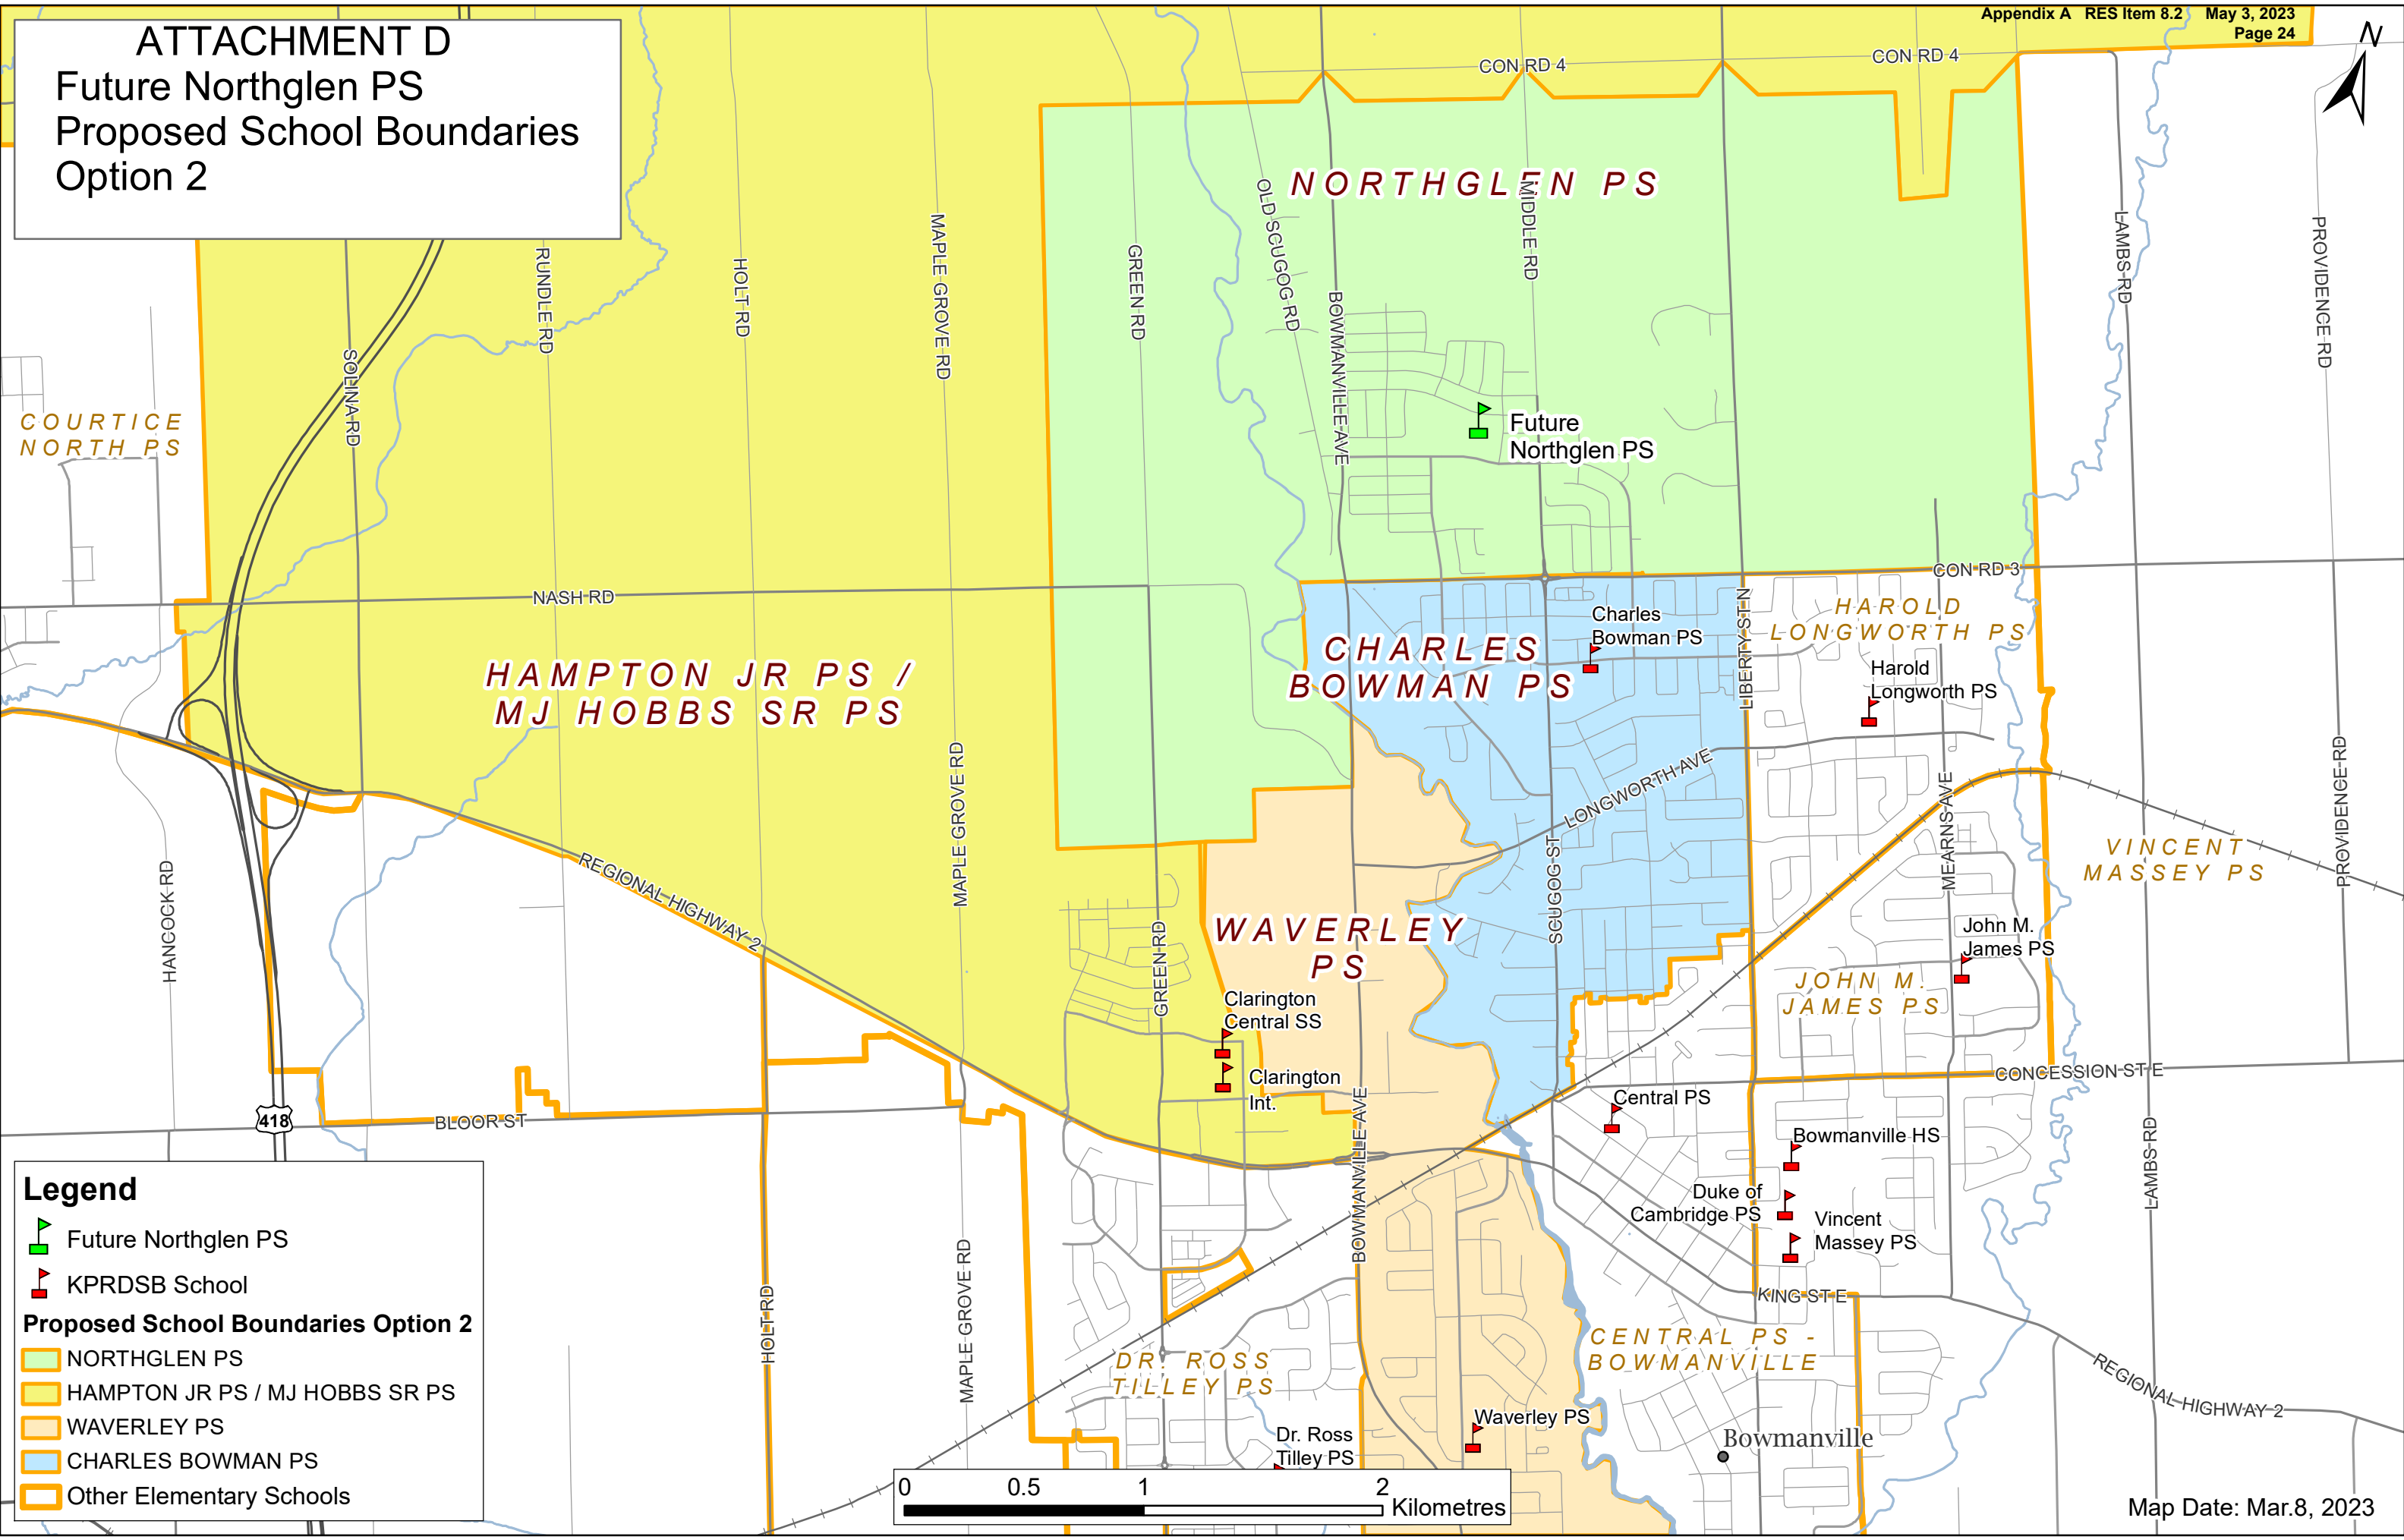 Appendix A RES Item 8.2 May 3, 2023
Page 24
N
ATTACHMENT D
Future Northglen PS
Proposed School Boundaries
Option 2
CON RD 4
CON RD 4
NORTHGLEN PS
OLD SCUGOG RD
MIDDLE RD
LAMBS RD
PROVIDENCE RD
RUNDLE RD
HOLT RD
MAPLE GROVE RD
GREEN RD
BOWMANVILLE AVE
SOLINA RD
COURTICE
NORTH PS
Future
Northglen PS
NASH RD
CON RD 3
LIBERTY ST N
HAROLD
LONGWORTH PS
Charles
Bowman PS
CHARLES
BOWMAN PS
Harold
Longworth PS
HAMPTON JR PS /
MJ HOBBS SR PS
MAPLE GROVE RD
LONGWORTH AVE
SCUGOG ST
MEARNS AVE
PROVIDENCE RD
VINCENT
MASSEY PS
REGIONAL HIGHWAY 2
HANCOCK RD
GREEN RD
WAVERLEY
PS
John M.
James PS
JOHN M.
JAMES PS
Clarington
Central SS
Clarington
Int.
CONCESSION ST E
Central PS
418
BLOOR ST
BOWMANVILLE AVE
Bowmanville HS
LAMBS RD
Duke of
Cambridge PS
Vincent
Massey PS
KING ST E
HOLT RD
MAPLE GROVE RD
CENTRAL PS -
BOWMANVILLE
DR. ROSS
TILLEY PS
REGIONAL HIGHWAY 2
Waverley PS
Dr. Ross
Tilley PS
Bowmanville
Legend
Future Northglen PS
KPRDSB School
Proposed School Boundaries Option 2
NORTHGLEN PS
HAMPTON JR PS / MJ HOBBS SR PS
WAVERLEY PS
CHARLES BOWMAN PS
Other Elementary Schools
0 0.5 1 2
Kilometres
Map Date: Mar.8, 2023